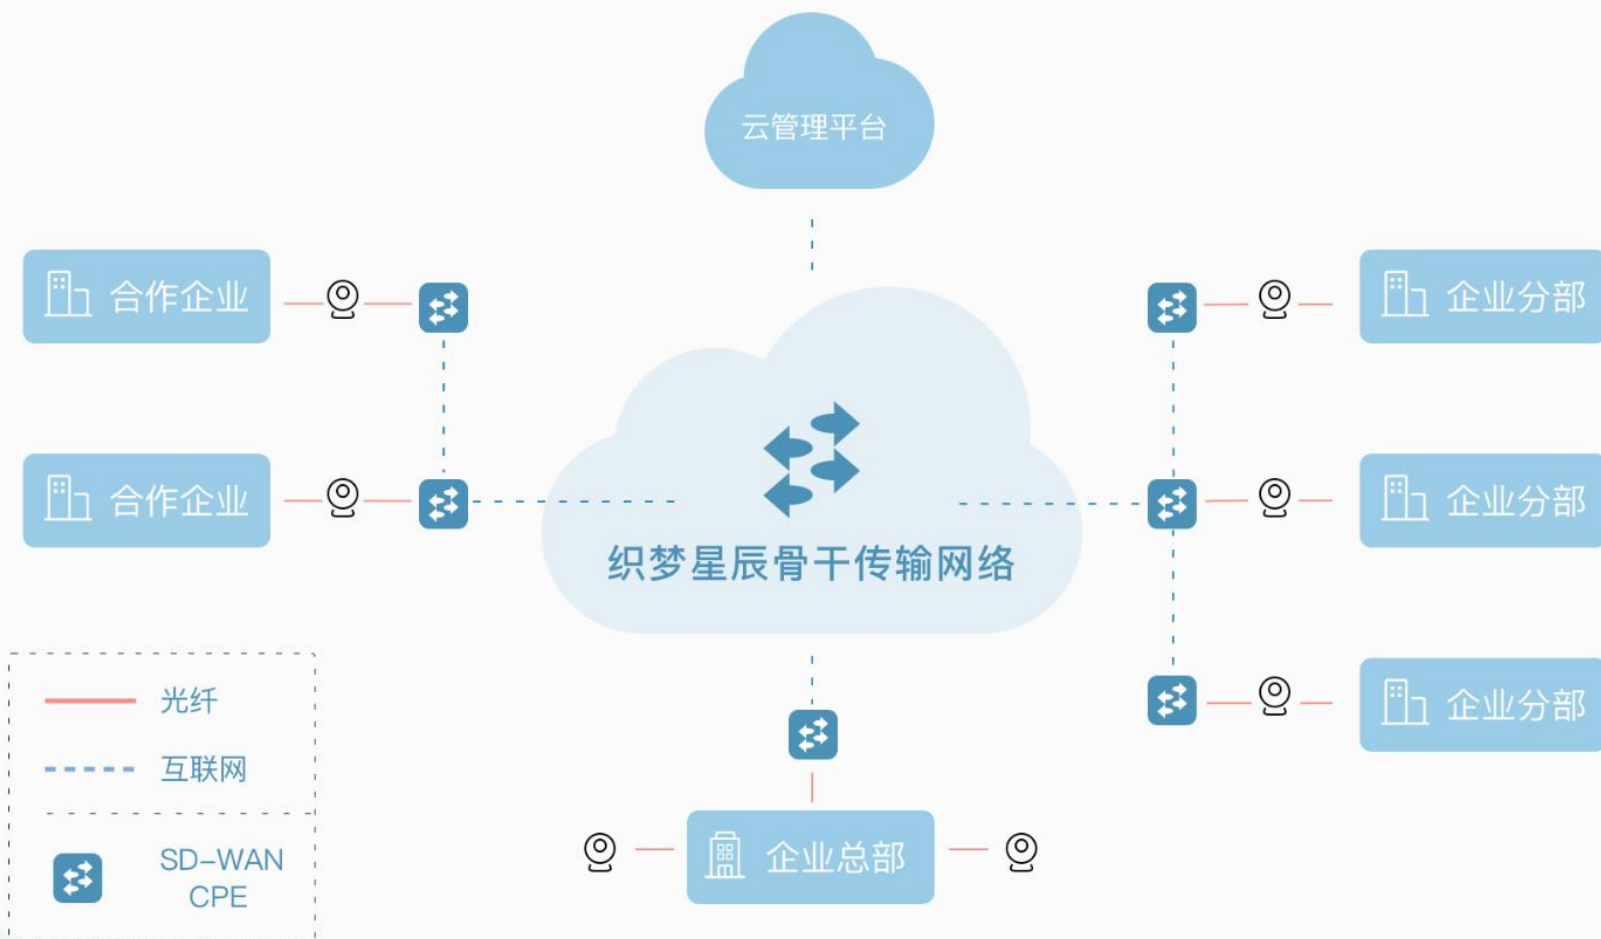 云管理平台
合作企业
企业分部
合作企业
企业分部
织梦星辰骨干传输网络
企业分部
光纤
互联网
SD-WAN
CPE
企业总部